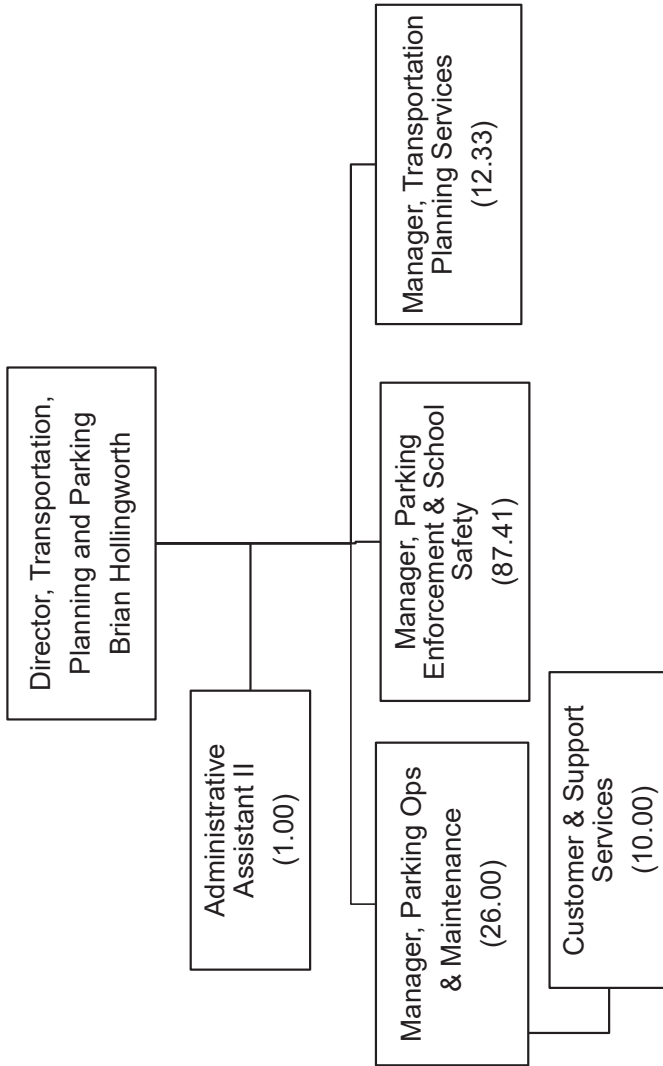 Director, Transportation,
Planning and Parking
Brian Hollingworth
Administrative
Assistant II
(1.00)
Manager, Parking Ops
& Maintenance
(26.00)
Manager, Parking
Enforcement & School
Safety
(87.41)
Manager, Transportation
Planning Services
(12.33)
Customer & Support
Services
(10.00)